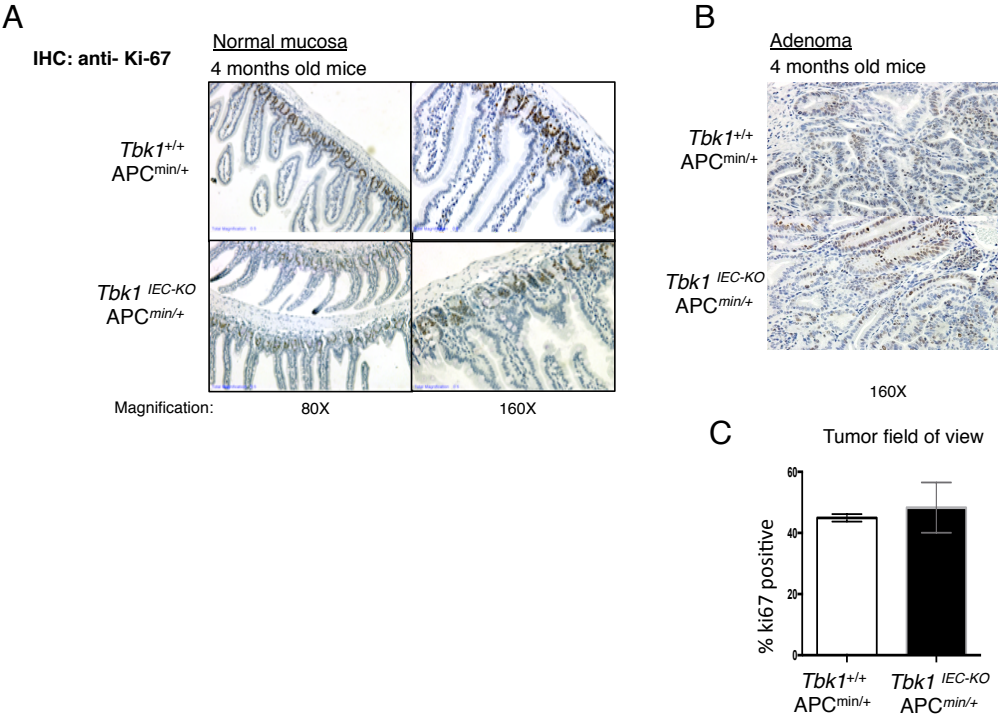 A
IHC: anti- Ki-67
Normal mucosa
4 months old mice
Tbk1+/+
APCmin/+
Tbk1 IEC-KO
APCmin/+
Magnification:
80X
160X
B
Adenoma
4 months old mice
Tbk1+/+
APCmin/+
Tbk1 IEC-KO
APCmin/+
160X
C
Tumor field of view
% ki67 positive
60
40
20
0
Tbk1+/+
APCmin/+
Tbk1 IEC-KO
APCmin/+